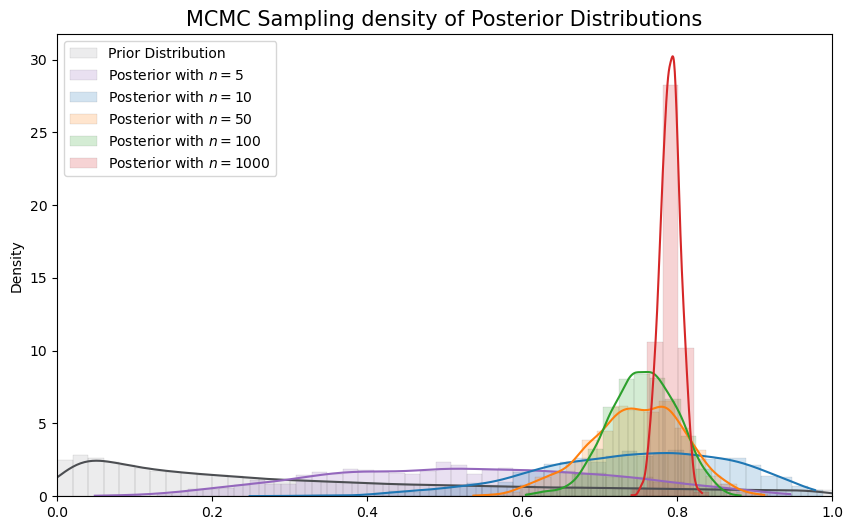 MCMC Sampling density of Posterior Distributions
Prior Distribution
Posterior with n = 5
Posterior with n = 10
Posterior with n = 50
Posterior with n = 100
Posterior with n = 1000
Density
30
25
20
15
10
5
0
0.0 0.2 0.4 0.6 0.8 1.0